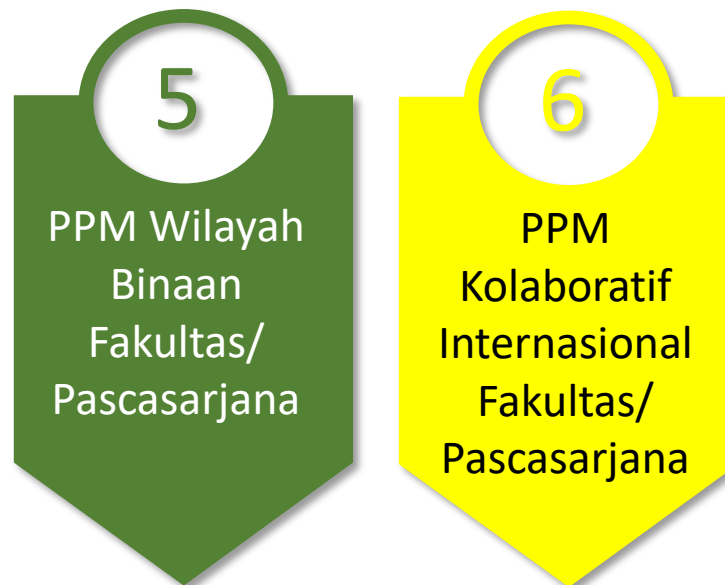 5
PPM Wilayah
Binaan
Fakultas/
Pascasarjana
6
PPM
Kolaboratif
Internasional
Fakultas/
Pascasarjana